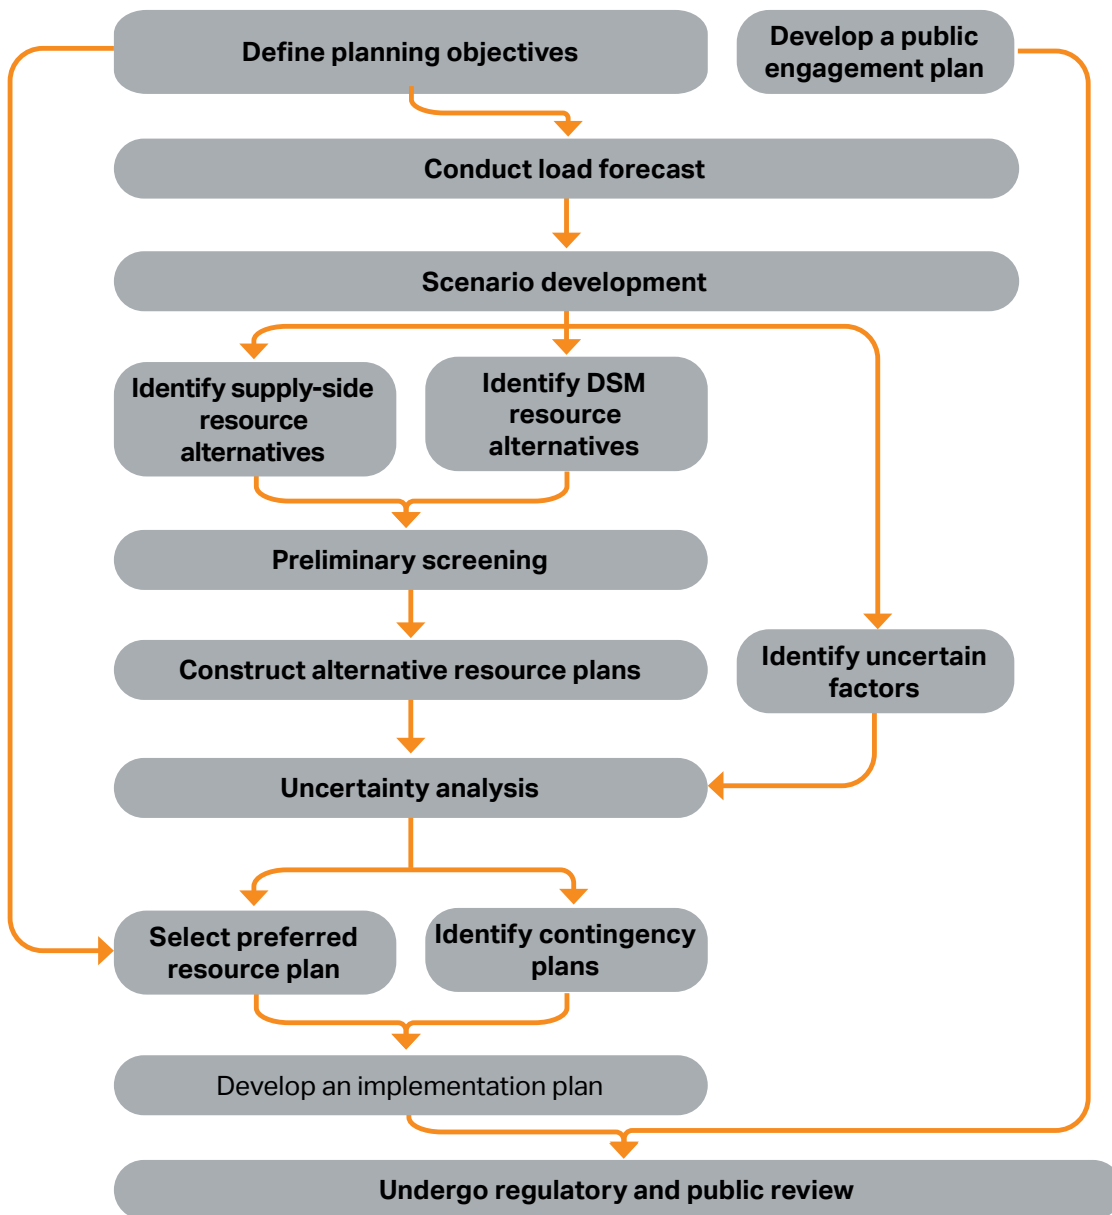 Define planning objectives
Develop a public
engagement plan
Conduct load forecast
Scenario development
Identify supply-side
resource
alternatives
Identify DSM
resource
alternatives
Preliminary screening
Construct alternative resource plans
Identify uncertain
factors
Uncertainty analysis
Select preferred
resource plan
Identify contingency
plans
Develop an implementation plan
Undergo regulatory and public review